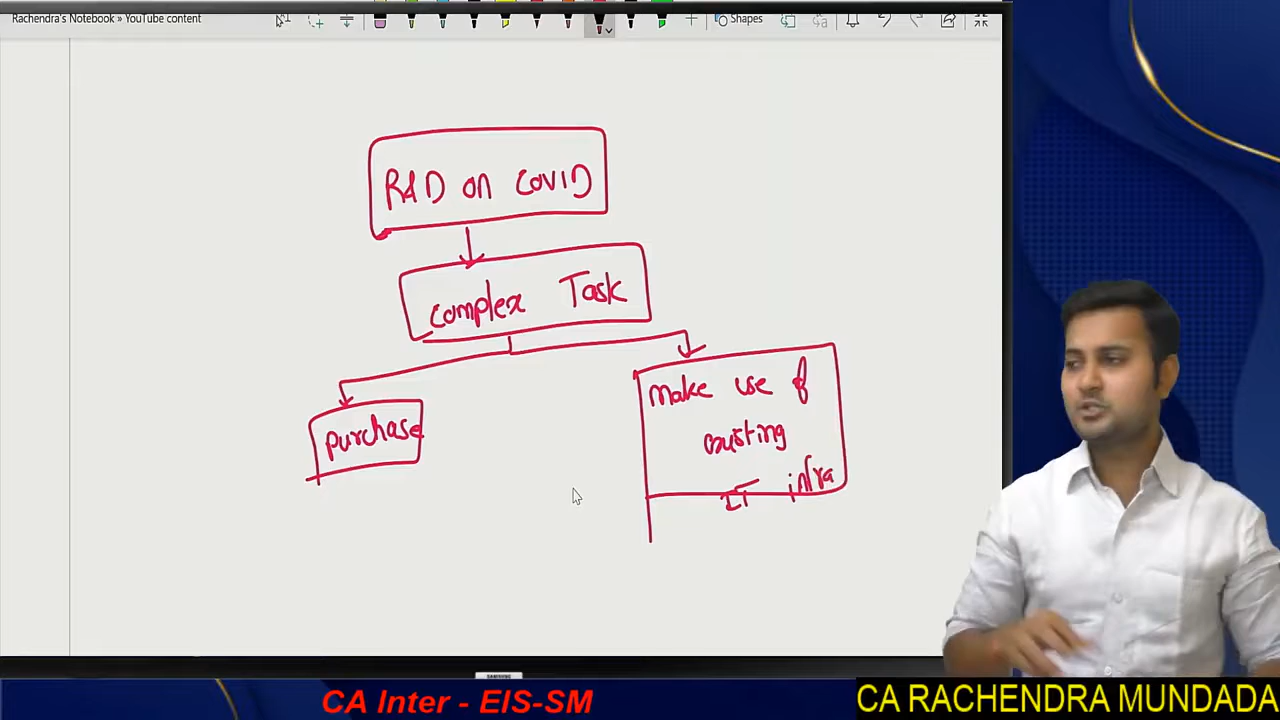 Rachendra's Notebook » YouTube content
Shapes
R&D on COVID
Complex Task
purchase
Make use of
existing
IT infra
SAMSUNG
CA Inter - EIS-SM
CA RACHENDRA MUNDADA